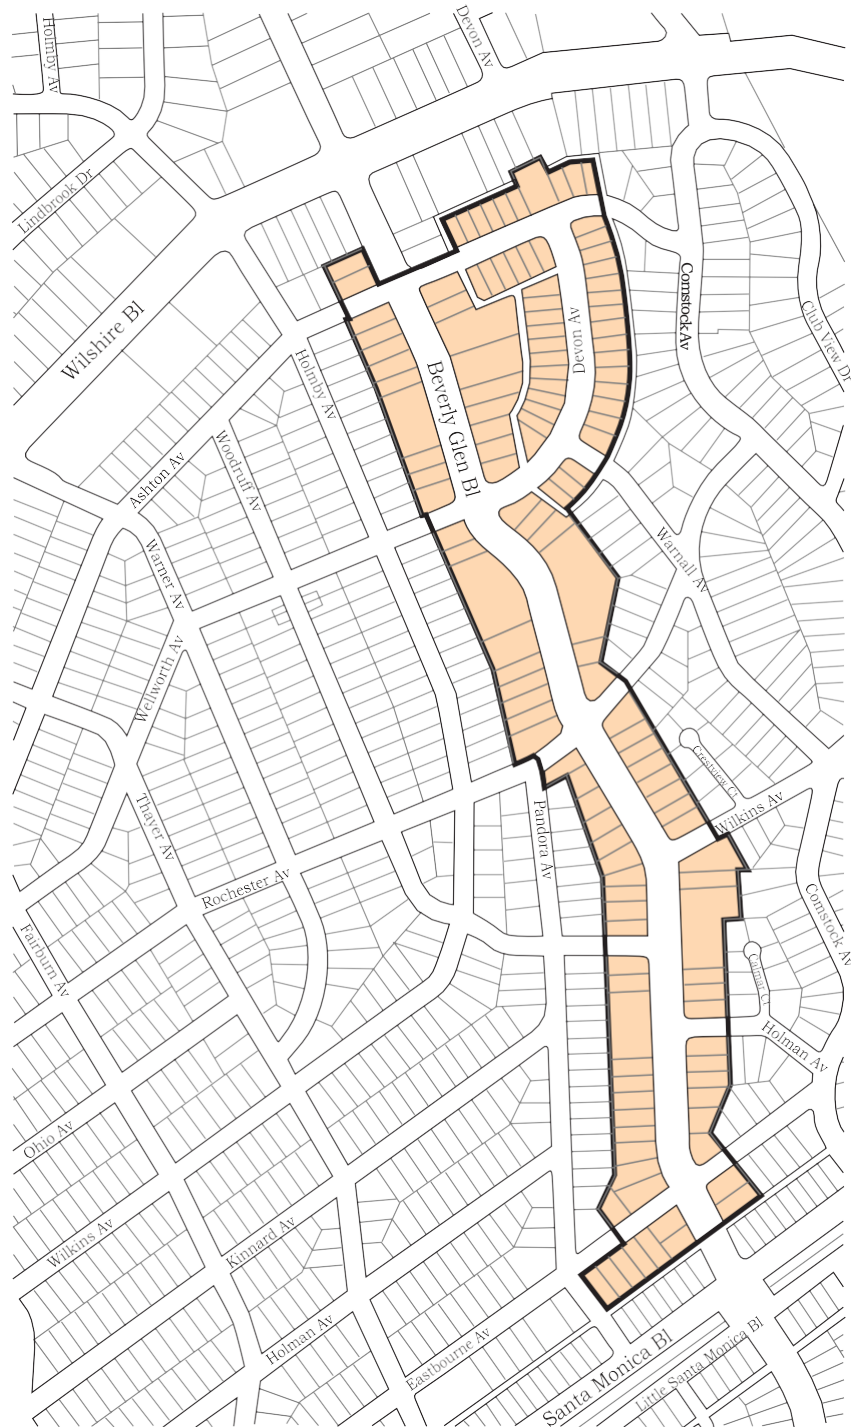 Holmby Av
Devon Av
Lindbrook Dr
Wilshire Bl
Comstock Av
Club View Dr
Devon Av
Holmby Av
Beverly Glen Bl
Woodruff Av
Ashton Av
Warner Av
Warnall Av
Wellworth Av
Crestview Ct
Wilkins Av
Thayer Av
Pandora Av
Rochester Av
Comstock Av
Fairburn Av
Calmar Ct
Holman Av
Ohio Av
Wilkins Av
Kinnard Av
Holman Av
Eastbourne Av
Santa Monica Bl
Little Santa Monica Bl